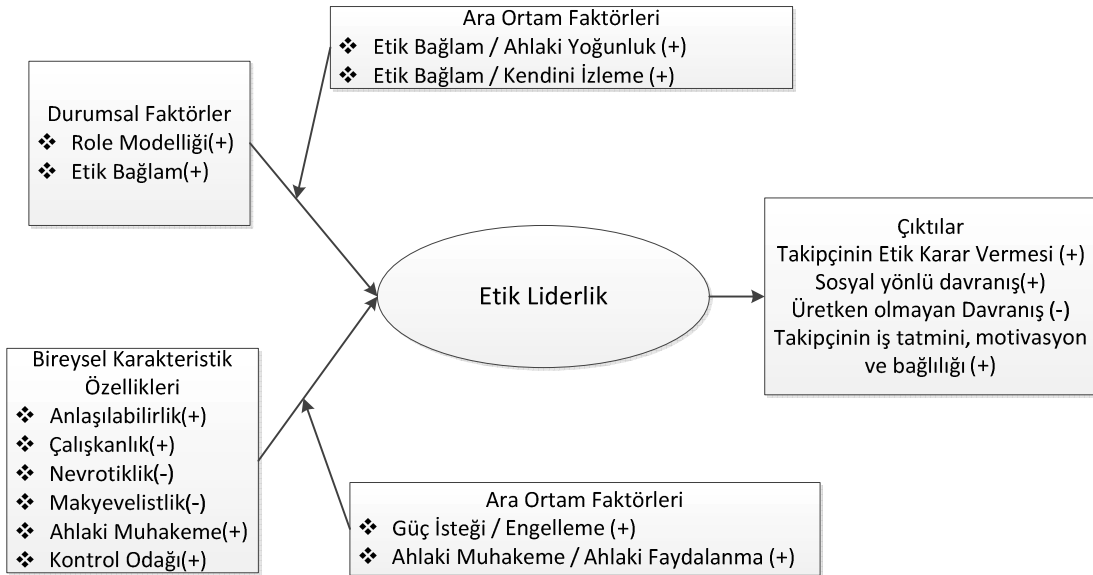 Ara Ortam Faktörleri
❖ Etik Bağlam / Ahlaki Yoğunluk (+)
❖ Etik Bağlam / Kendini İzleme (+)
Durumsal Faktörler
❖ Role Modelliği(+)
❖ Etik Bağlam(+)
Etik Liderlik
Çıktılar
Takipçinin Etik Karar Vermesi (+)
Sosyal yönlü davranış(+)
Üretken olmayan Davranış (-)
Takipçinin iş tatmini, motivasyon
ve bağlılığı (+)
Bireysel Karakteristik
Özellikleri
❖ Anlaşılabilirlik(+)
❖ Çalışkanlık(+)
❖ Nevrotiklik(-)
❖ Makyevelistlik(-)
❖ Ahlaki Muhakeme(+)
❖ Kontrol Odağı(+)
Ara Ortam Faktörleri
❖ Güç İsteği / Engelleme (+)
❖ Ahlaki Muhakeme / Ahlaki Faydalanma (+)